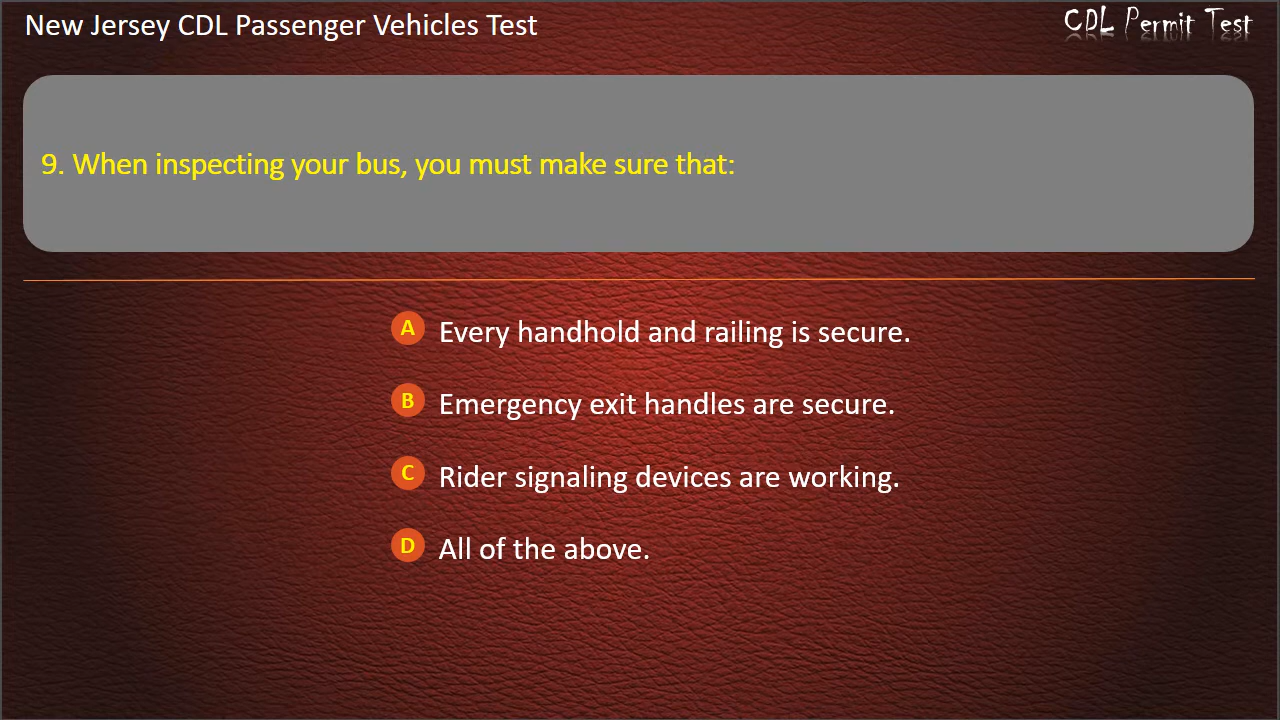 New Jersey CDL Passenger Vehicles Test
CDL Permit Test
9. When inspecting your bus, you must make sure that:
A Every handhold and railing is secure.
B Emergency exit handles are secure.
C Rider signaling devices are working.
D All of the above.